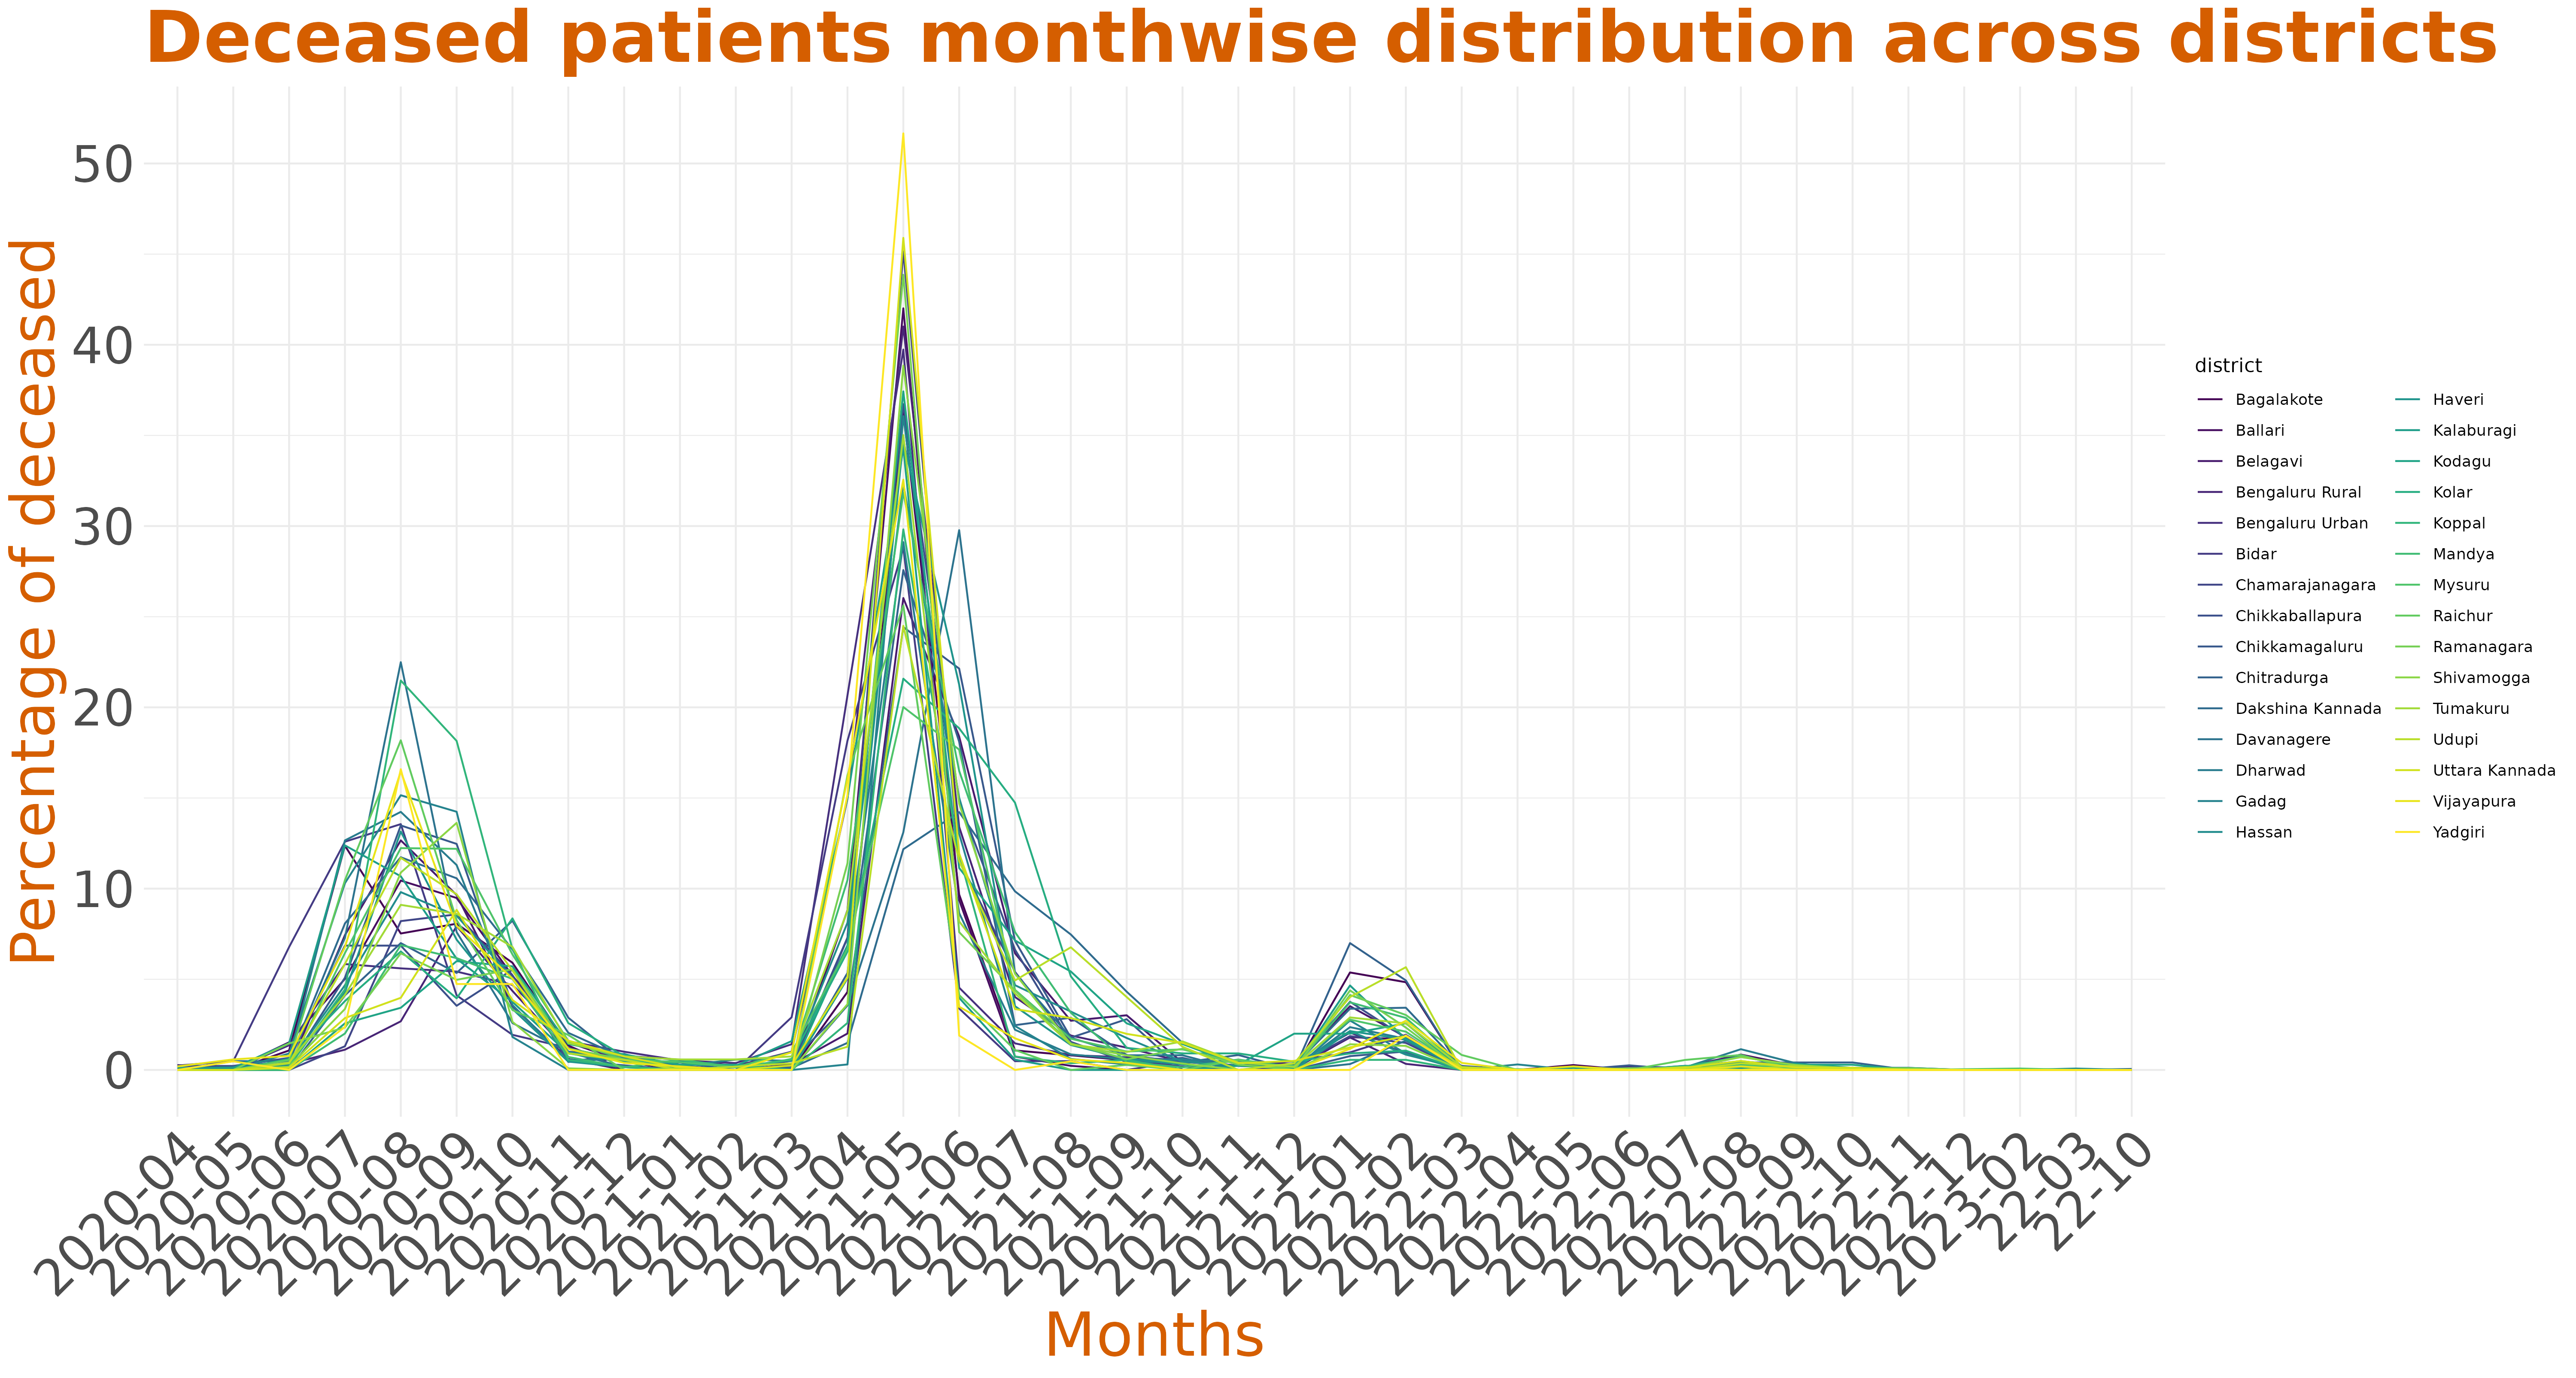 Deceased patients monthwise distribution across districts
Percentage of deceased
50
40
30
20
10
0
2020-04
2020-05
2020-06
2020-07
2020-08
2020-09
2020-10
2020-11
2020-12
2021-01
2021-02
2021-03
2021-04
2021-05
2021-06
2021-07
2021-08
2021-09
2021-10
2021-11
2021-12
2022-01
2022-02
2022-03
2022-04
2022-05
2022-06
2022-07
2022-08
2022-09
2022-10
2022-11
2022-12
2023-02
22-03
22-10
Months
district
Bagalakote
Ballari
Belagavi
Bengaluru Rural
Bengaluru Urban
Bidar
Chamarajanagara
Chikkaballapura
Chikkamagaluru
Chitradurga
Dakshina Kannada
Davanagere
Dharwad
Gadag
Hassan
Haveri
Kalaburagi
Kodagu
Kolar
Koppal
Mandya
Mysuru
Raichur
Ramanagara
Shivamogga
Tumakuru
Udupi
Uttara Kannada
Vijayapura
Yadgiri